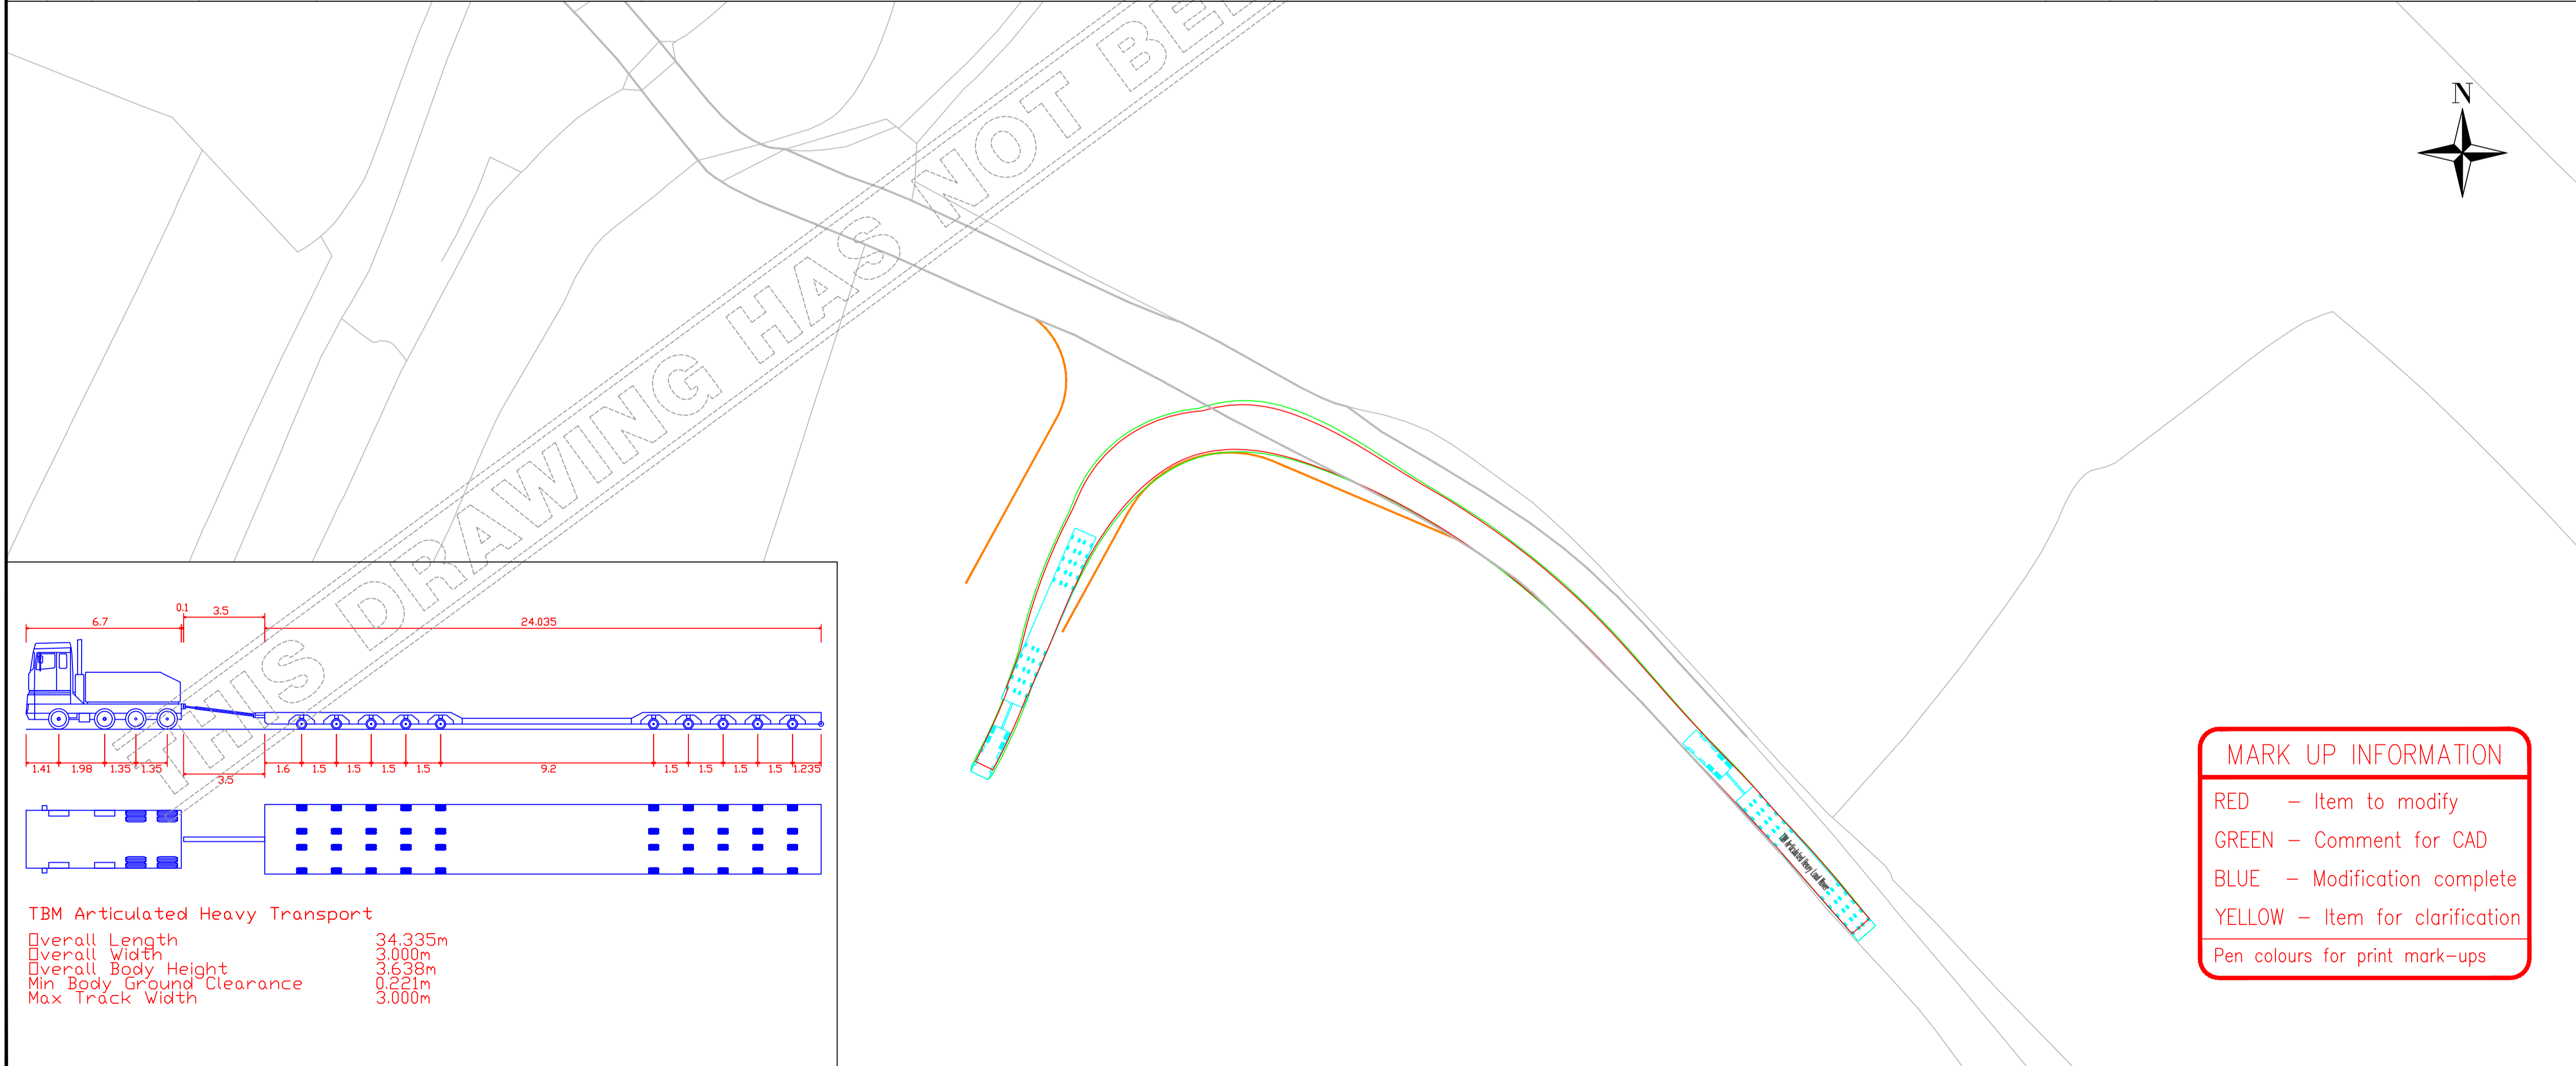 THIS DRAWING HAS NOT BE
N
6.7
0.1
3.5
24.035
1.41
1.98
1.35
1.35
3.5
1.6
1.5
1.5
1.5
1.5
9.2
1.5
1.5
1.5
1.5
1.235
TBM Articulated Heavy Transport
Overall Length 34.335m
Overall Width 3.000m
Overall Body Height 3.638m
Min Body Ground Clearance 0.221m
Max Track Width 3.000m
TBM Articulated Heavy Load Mover
MARK UP INFORMATION
RED – Item to modify
GREEN – Comment for CAD
BLUE – Modification complete
YELLOW – Item for clarification
Pen colours for print mark-ups